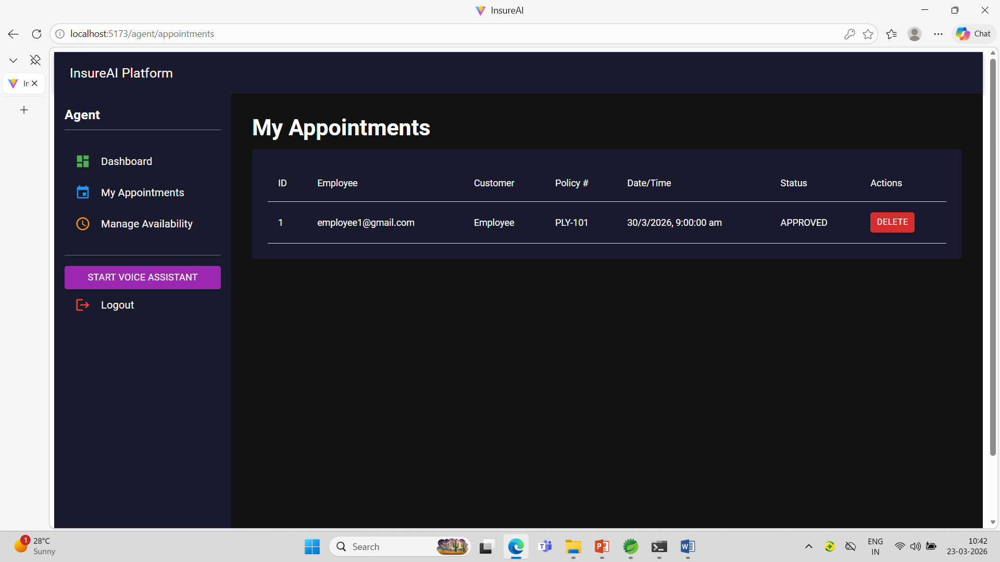 InsureAI
localhost:5173/agent/appointments
Chat
InsureAI Platform
Agent
Dashboard
My Appointments
Manage Availability
START VOICE ASSISTANT
Logout
My Appointments
ID Employee Customer Policy # Date/Time Status Actions
1 employee1@gmail.com Employee PLY-101 30/3/2026, 9:00:00 am APPROVED DELETE
1
28°C
Sunny
Search
ENG
IN
10:42
23-03-2026